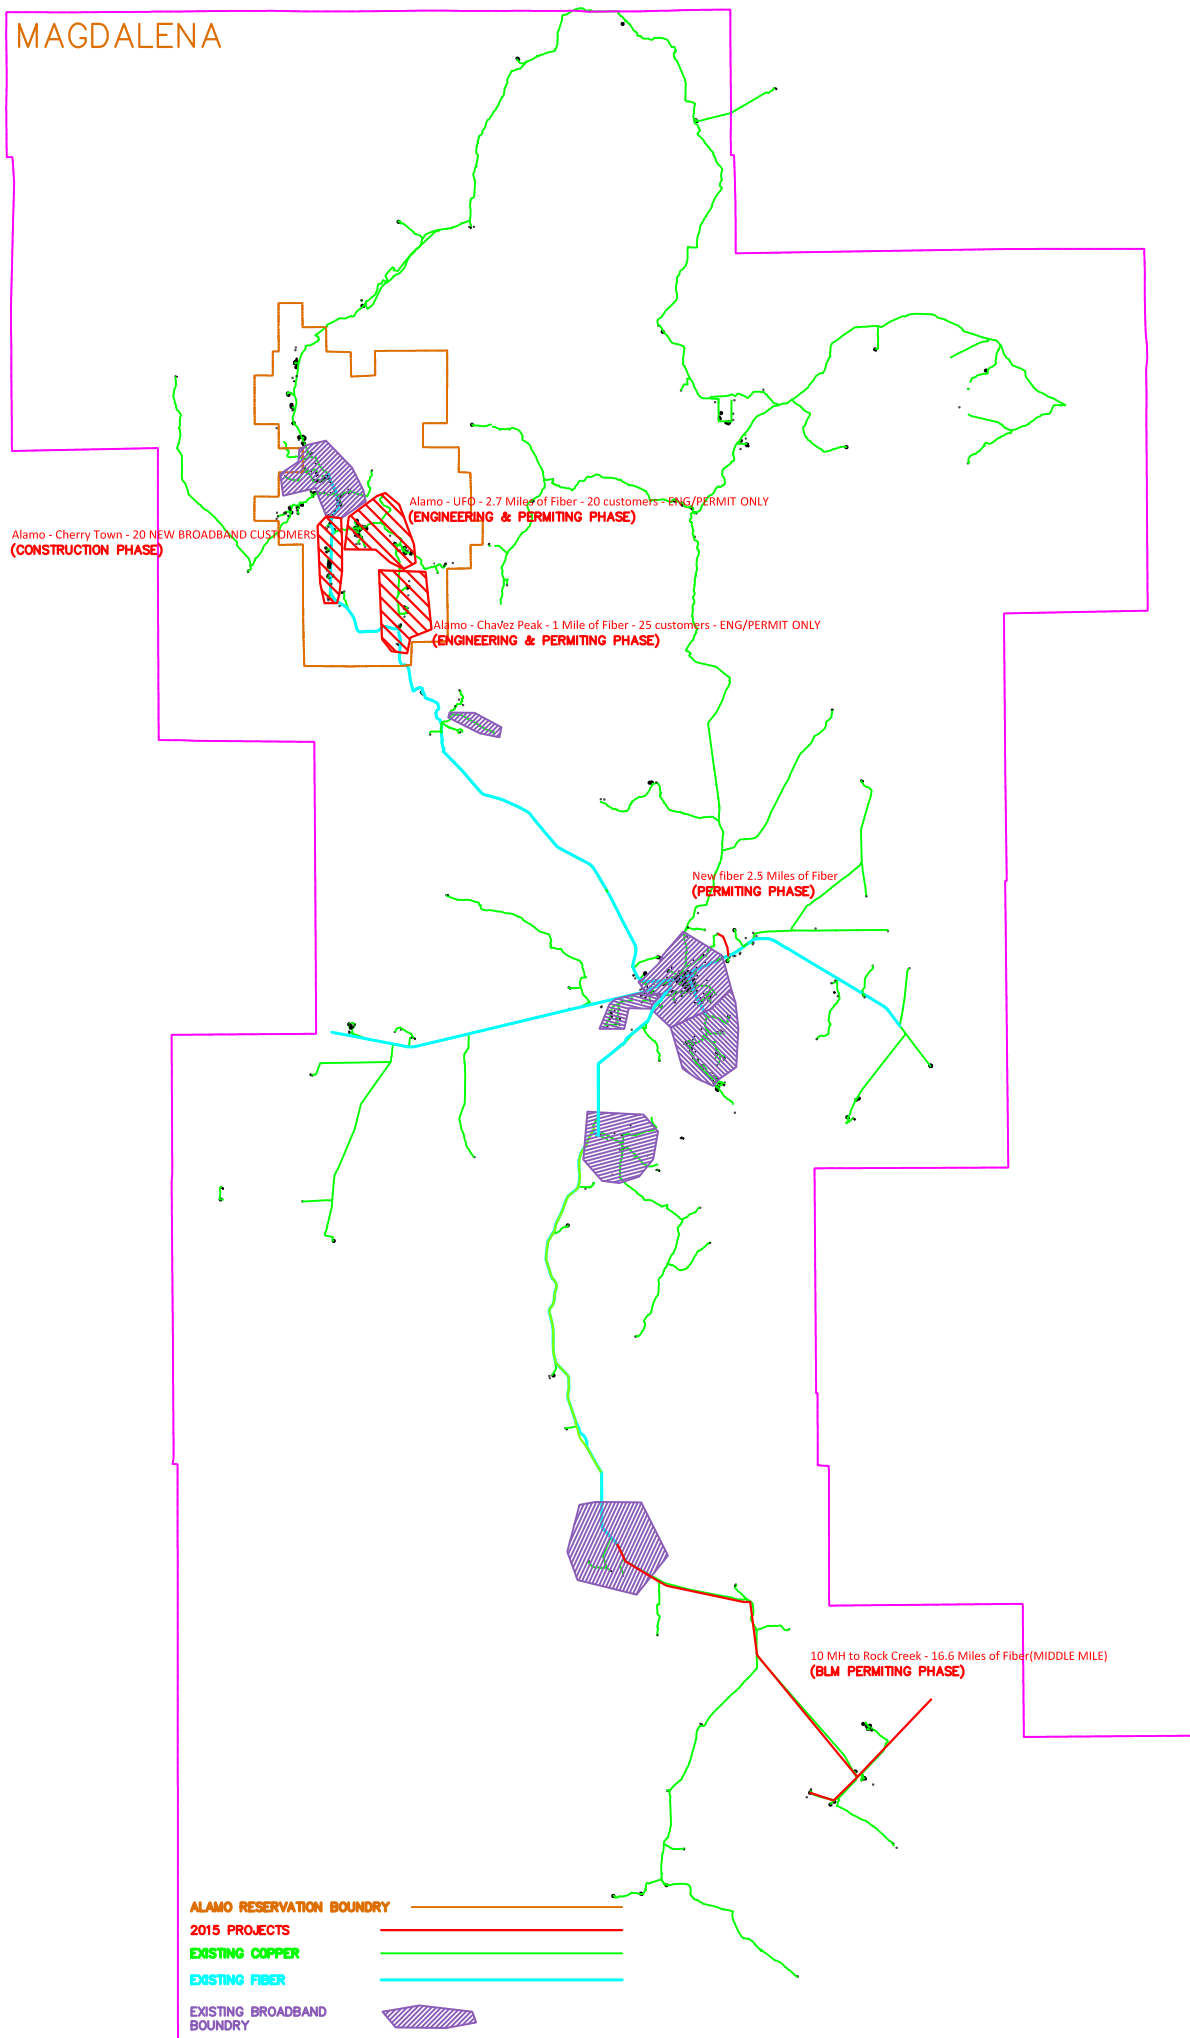 MAGDALENA
Alamo - UFO - 2.7 Miles of Fiber - 20 customers - ENG/PERMIT ONLY
(ENGINEERING & PERMITING PHASE)
Alamo - Cherry Town - 20 NEW BROADBAND CUSTOMERS
(CONSTRUCTION PHASE)
Alamo - Chavez Peak - 1 Mile of Fiber - 25 customers - ENG/PERMIT ONLY
(ENGINEERING & PERMITING PHASE)
New fiber 2.5 Miles of Fiber
(PERMITING PHASE)
10 MH to Rock Creek - 16.6 Miles of Fiber(MIDDLE MILE)
(BLM PERMITING PHASE)
ALAMO RESERVATION BOUNDRY
2015 PROJECTS
EXISTING COPPER
EXISTING FIBER
EXISTING BROADBAND
BOUNDRY